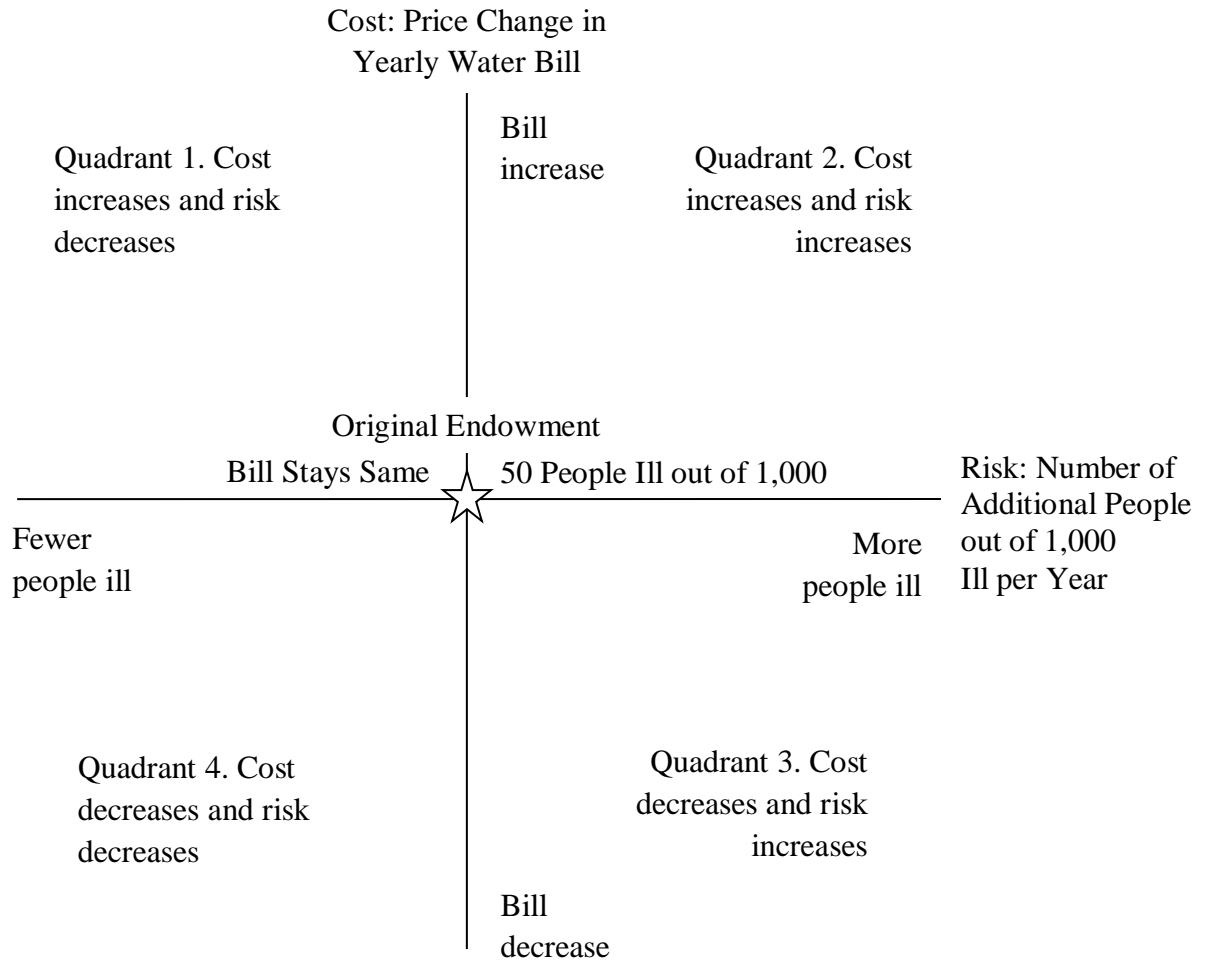 Cost: Price Change in
Yearly Water Bill
Bill
increase
Quadrant 1. Cost
increases and risk
decreases
Quadrant 2. Cost
increases and risk
increases
Original Endowment
Bill Stays Same
50 People Ill out of 1,000
Risk: Number of
Additional People
out of 1,000
Ill per Year
Fewer
people ill
More
people ill
Quadrant 4. Cost
decreases and risk
decreases
Quadrant 3. Cost
decreases and risk
increases
Bill
decrease